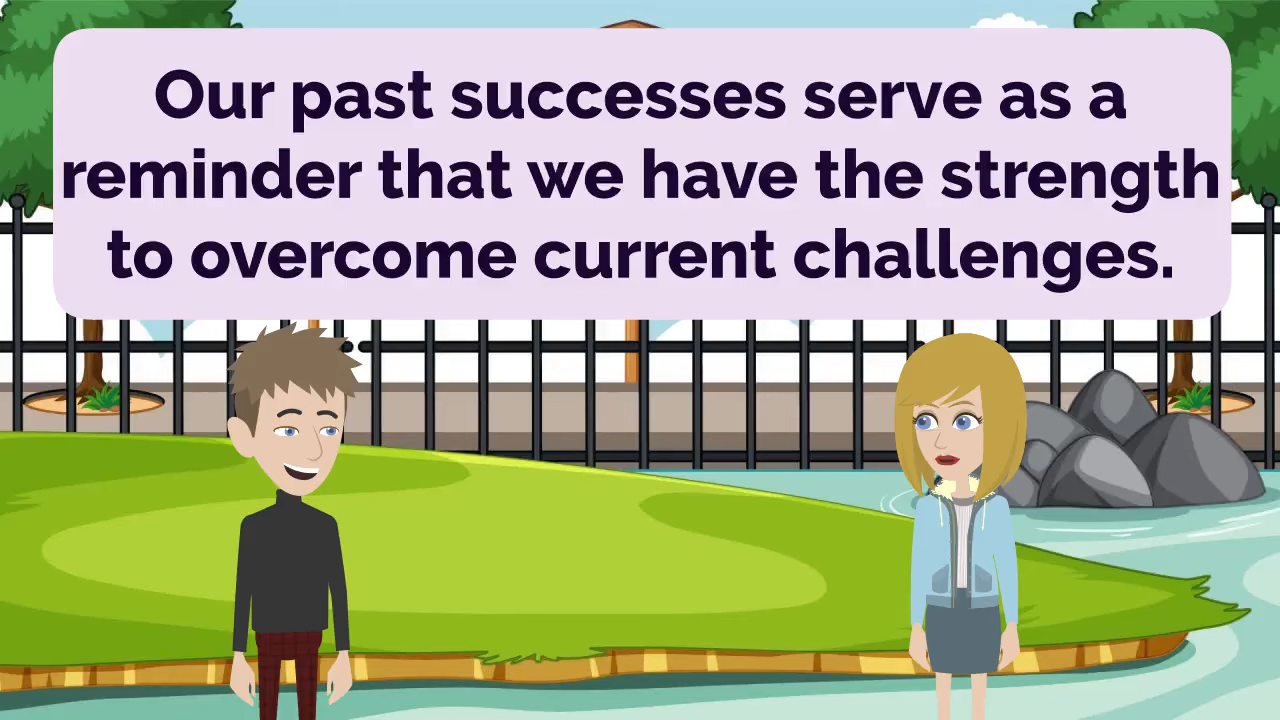 Our past successes serve as a
reminder that we have the strength
to overcome current challenges.